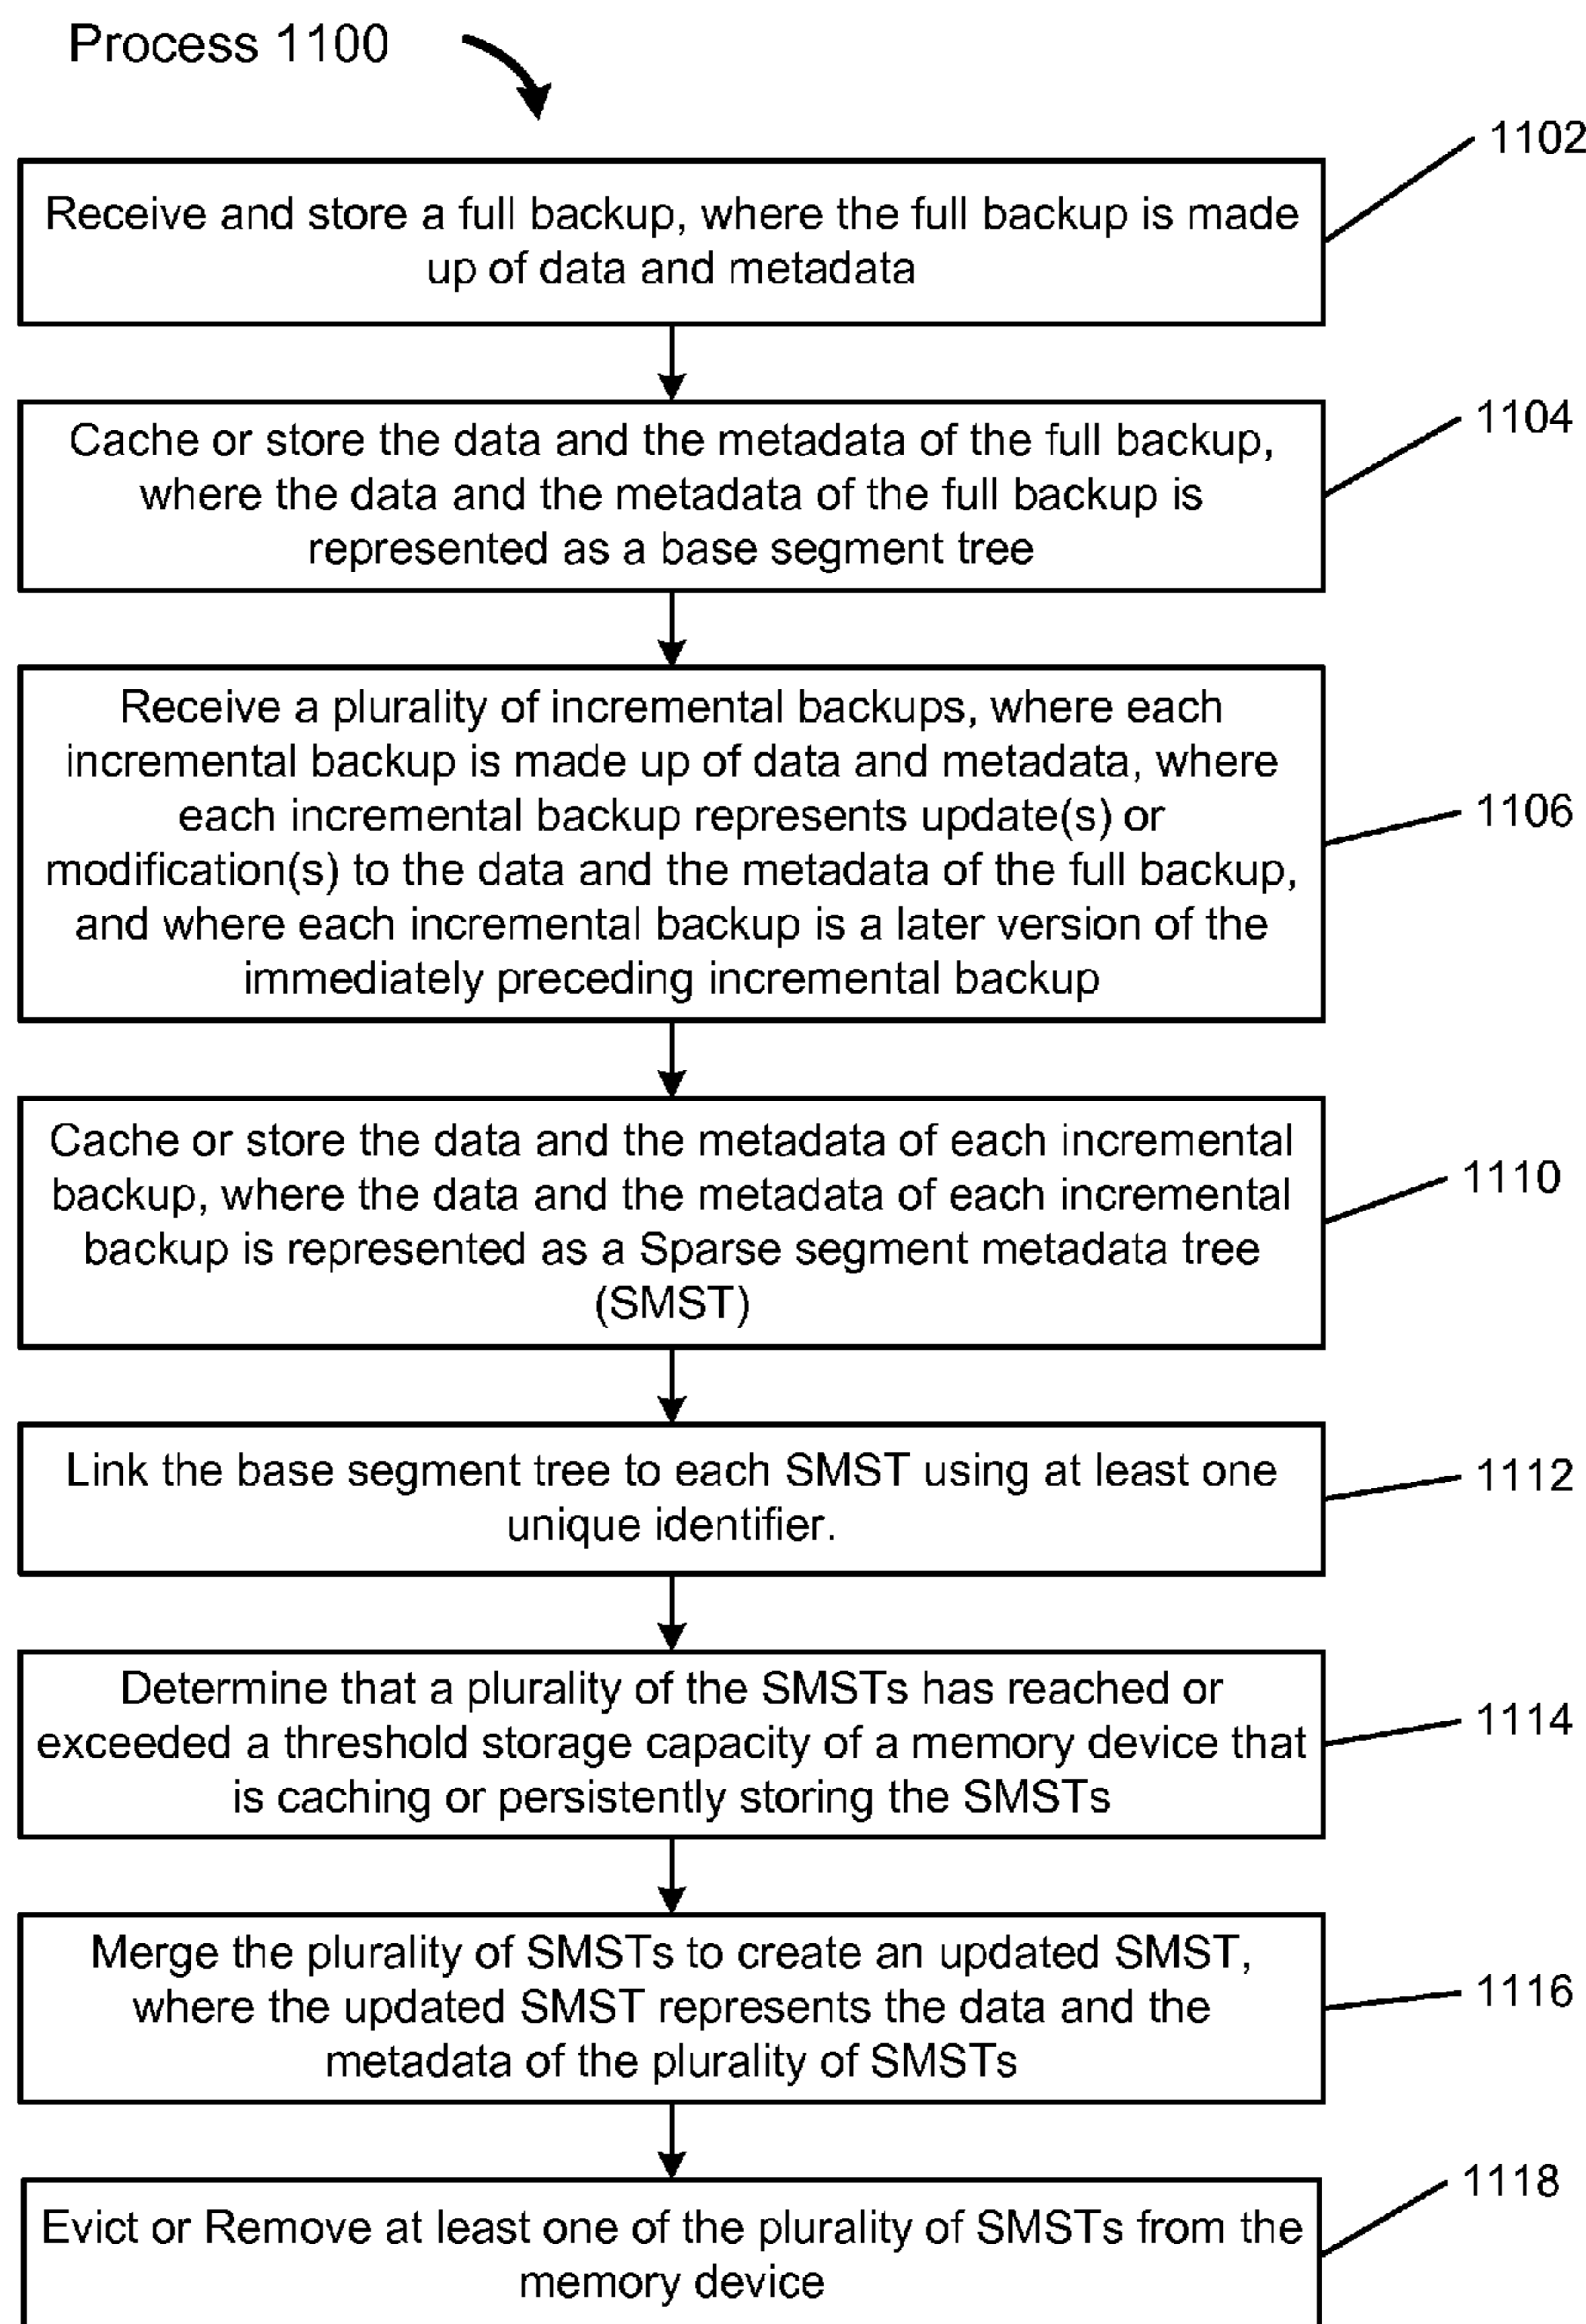 Process 1100
1102
Receive and store a full backup, where the full backup is made
up of data and metadata
1104
Cache or store the data and the metadata of the full backup,
where the data and the metadata of the full backup is
represented as a base segment tree
Receive a plurality of incremental backups, where each
incremental backup is made up of data and metadata, where
each incremental backup represents update(s) or
1106
modification(s) to the data and the metadata of the full backup,
and where each incremental backup is a later version of the
immediately preceding incremental backup
Cache or store the data and the metadata of each incremental
1110
backup, where the data and the metadata of each incremental
backup is represented as a Sparse segment metadata tree
(SMST)
Link the base segment tree to each SMST using at least one
1112
unique identifier.
Determine that a plurality of the SMSTs has reached or
1114
exceeded a threshold storage capacity of a memory device that
is caching or persistently storing the SMSTs
Merge the plurality of SMSTs to create an updated SMST,
1116
where the updated SMST represents the data and the
metadata of the plurality of SMSTs
1118
Evict or Remove at least one of the plurality of SMSTs from the
memory device